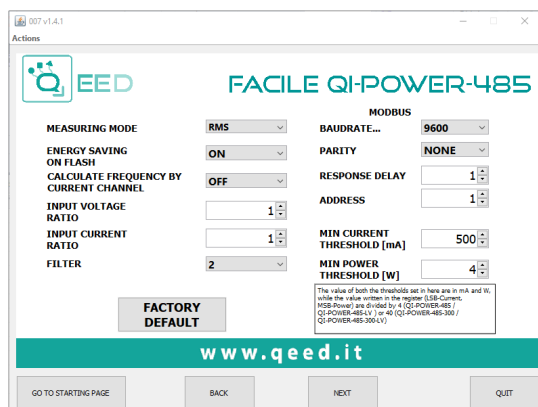 007 v1.4.1
Actions
QEED
FACILE QI-POWER-485
MODBUS
MEASURING MODE
RMS
BAUDRATE...
9600
ENERGY SAVING
ON FLASH
ON
PARITY
NONE
CALCULATE FREQUENCY BY
CURRENT CHANNEL
OFF
RESPONSE DELAY
1
INPUT VOLTAGE
RATIO
1
ADDRESS
1
INPUT CURRENT
RATIO
1
MIN CURRENT
THRESHOLD [mA]
500
FILTER
2
MIN POWER
THRESHOLD [W]
4
The value of both the thresholds set in here are in mA and W,
while the value written in the register (LSB-Current,
MSB-Power) are divided by 4 (QI-POWER-485 /
QI-POWER-485-LV ) or 40 (QI-POWER-485-300 /
QI-POWER-485-300-LV)
FACTORY
DEFAULT
www.qeed.it
GO TO STARTING PAGE
BACK
NEXT
QUIT